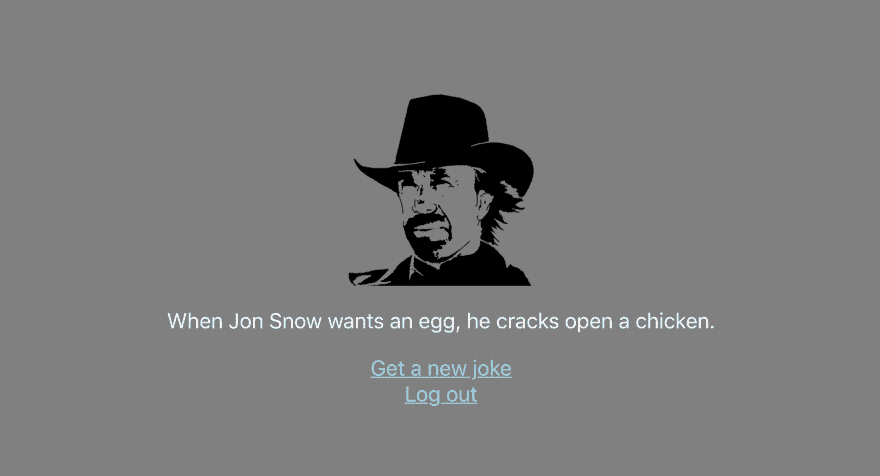 When Jon Snow wants an egg, he cracks open a chicken.
Get a new joke
Log out